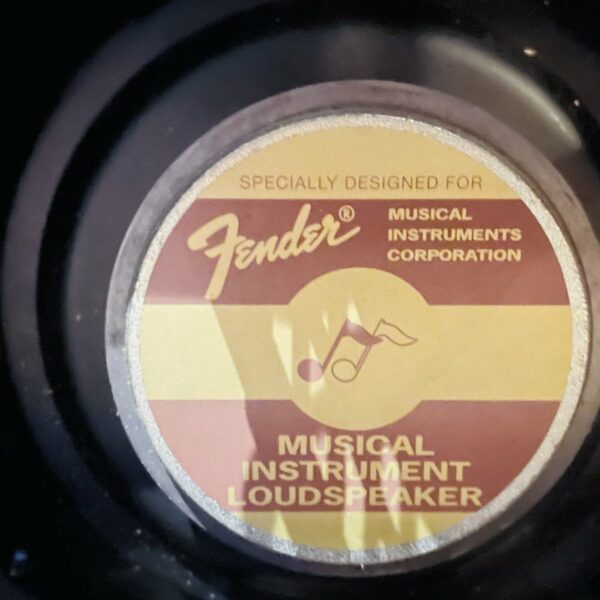 SPECIALLY DESIGNED FOR
Fender®
MUSICAL
INSTRUMENTS
CORPORATION
MUSICAL
INSTRUMENT
LOUDSPEAKER